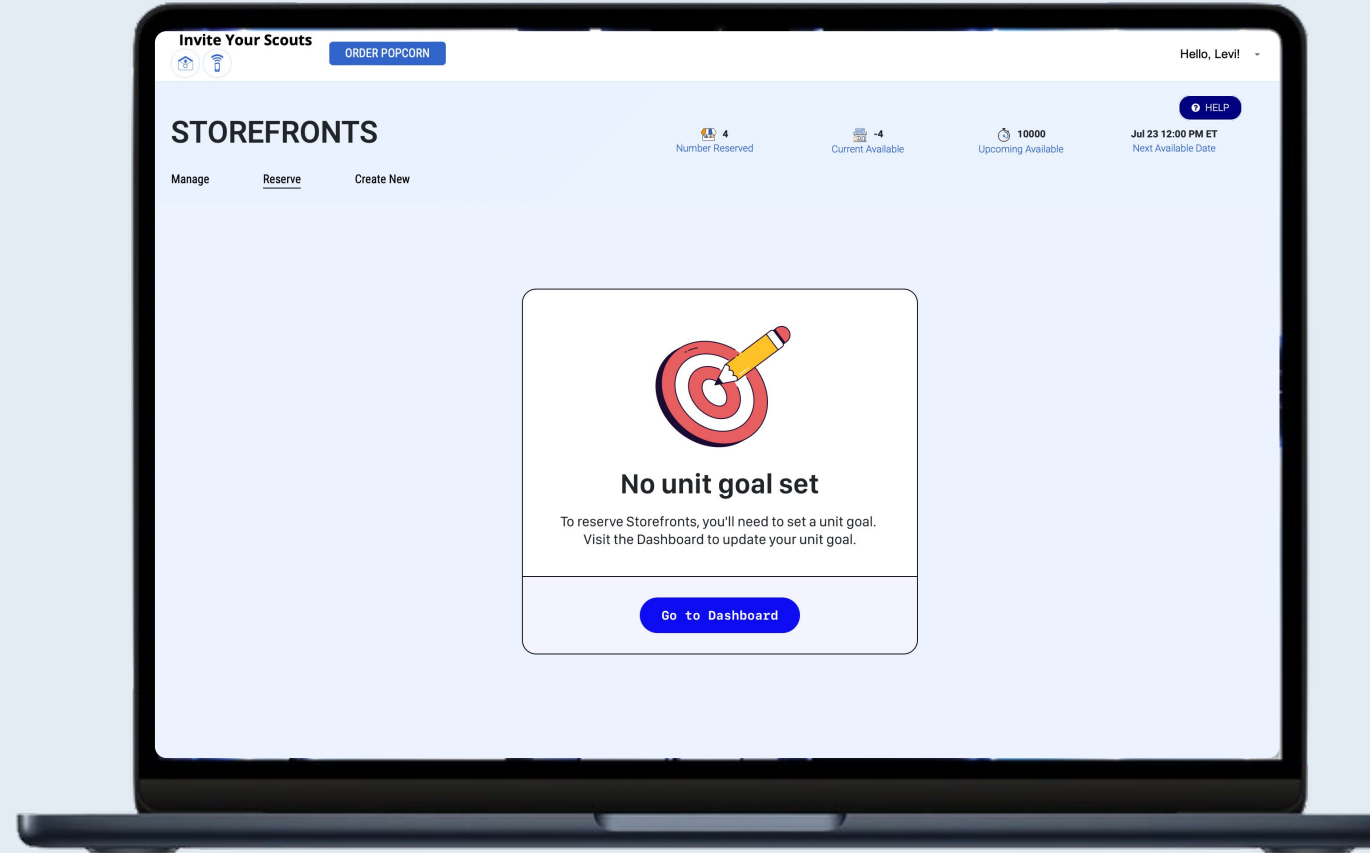 Invite Your Scouts
ORDER POPCORN
Hello, Levi!
HELP
STOREFRONTS
4
Number Reserved
-4
Current Available
10000
Upcoming Available
Jul 23 12:00 PM ET
Next Available Date
Manage
Reserve
Create New
No unit goal set
To reserve Storefronts, you'll need to set a unit goal.
Visit the Dashboard to update your unit goal.
Go to Dashboard